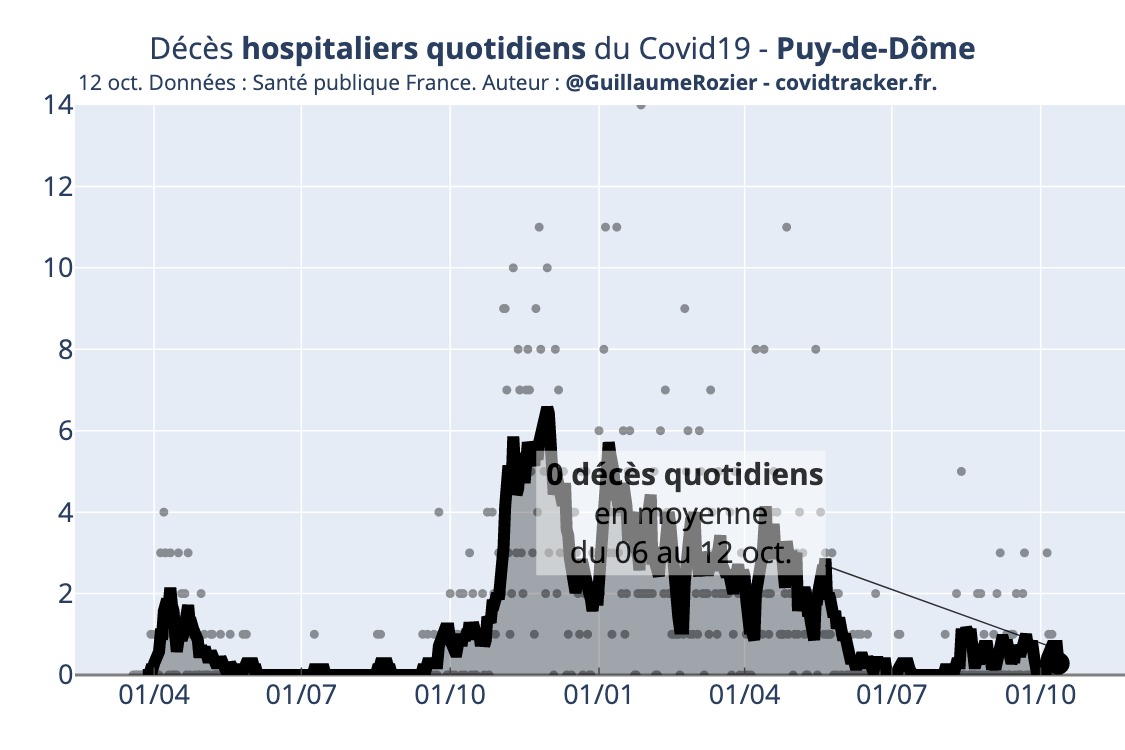 Décès hospitaliers quotidiens du Covid19 - Puy-de-Dôme
12 oct. Données : Santé publique France. Auteur : @GuillaumeRozier - covidtracker.fr.
14
12
10
8
6
4
2
0
0 décès quotidiens
en moyenne
du 06 au 12 oct.
01/04 01/07 01/10 01/01 01/04 01/07 01/10